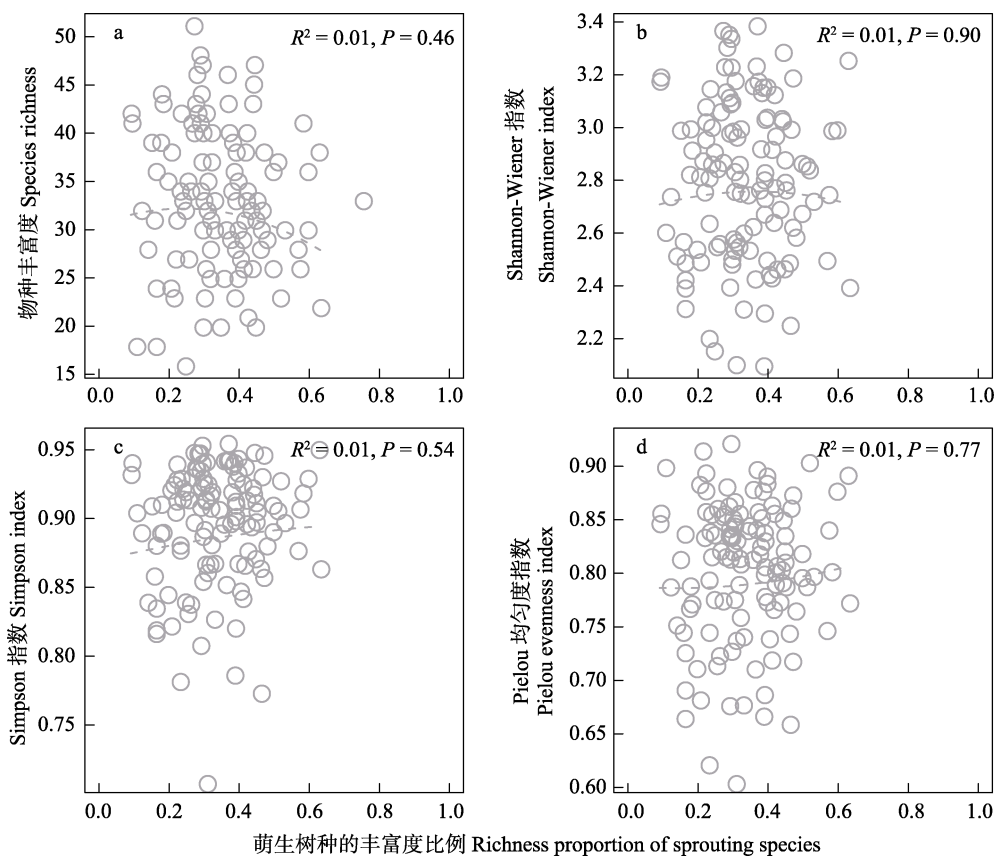 a
R² = 0.01, P = 0.46
物种丰富度 Species richness
50
45
40
35
30
25
20
15
0.0 0.2 0.4 0.6 0.8 1.0
b
R² = 0.01, P = 0.90
Shannon-Wiener 指数
Shannon-Wiener index
3.4
3.2
3.0
2.8
2.6
2.4
2.2
0.0 0.2 0.4 0.6 0.8 1.0
c
R² = 0.01, P = 0.54
Simpson 指数 Simpson index
0.95
0.90
0.85
0.80
0.75
0.0 0.2 0.4 0.6 0.8 1.0
d
R² = 0.01, P = 0.77
Pielou 均匀度指数
Pielou evenness index
0.90
0.85
0.80
0.75
0.70
0.65
0.60
0.0 0.2 0.4 0.6 0.8 1.0
萌生树种的丰富度比例 Richness proportion of sprouting species